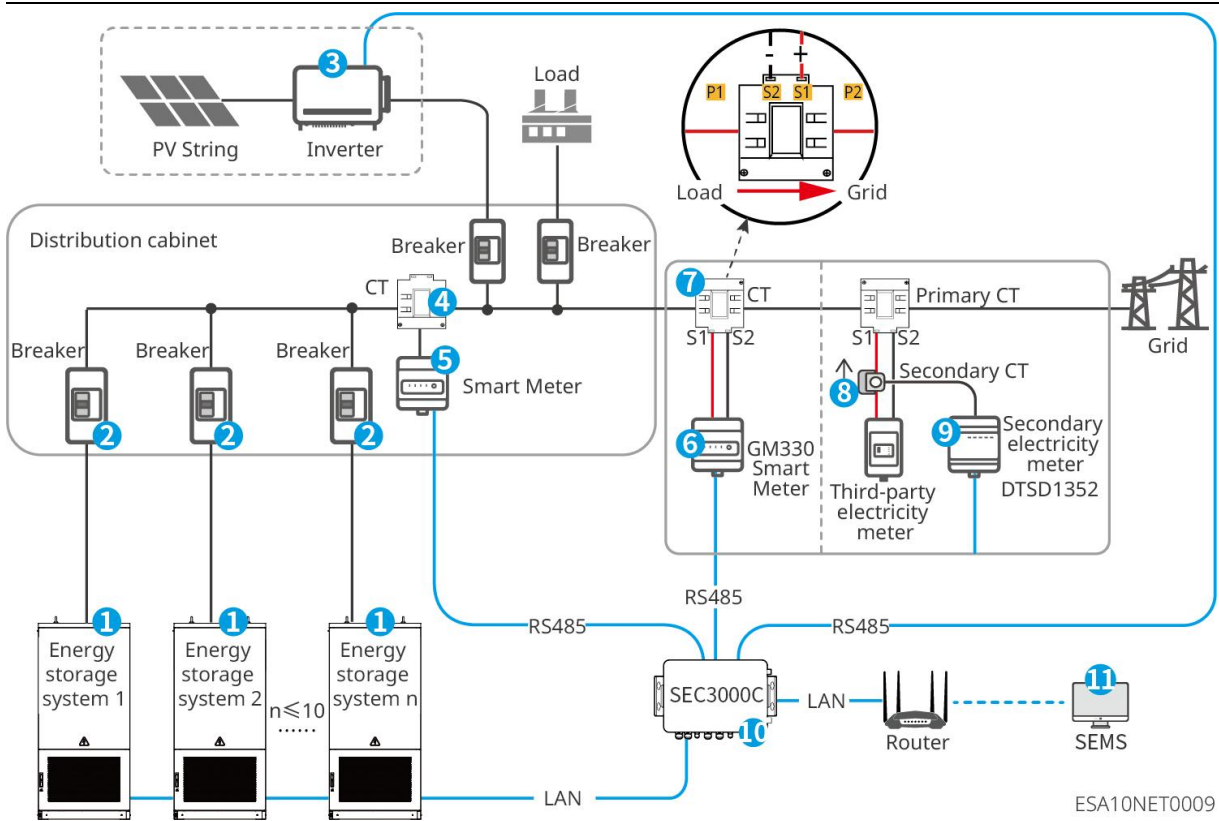 3
Load
PV String
Inverter
-
+
P1
S2
S1
P2
Load
Grid
Distribution cabinet
Breaker
Breaker
CT
4
7
CT
Primary CT
S1
S2
S1
S2
Grid
Breaker
Breaker
Breaker
5
Smart Meter
8
Secondary CT
2
2
2
6
GM330
Smart
Meter
Third-party
electricity
meter
9
Secondary
electricity
meter
DTSD1352
RS485
RS485
RS485
1
Energy
storage
system 1
1
Energy
storage
system 2
n≤10
......
1
Energy
storage
system n
SEC3000C
10
LAN
Router
11
SEMS
LAN
ESA10NET0009